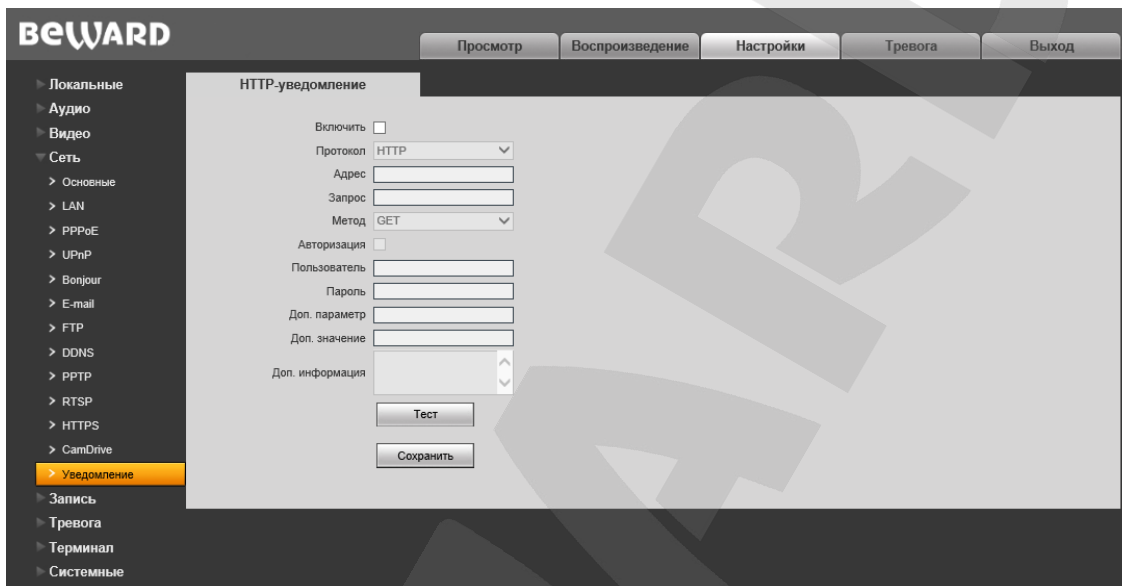 BEWARD
Просмотр
Воспроизведение
Настройки
Тревога
Выход
Локальные
Аудио
Видео
Сеть
Основные
LAN
PPPoE
UPnP
Bonjour
E-mail
FTP
DDNS
PPTP
RTSP
HTTPS
CamDrive
Уведомление
Запись
Тревога
Терминал
Системные
HTTP-уведомление
Включить
Протокол HTTP
Адрес
Запрос
Метод GET
Авторизация
Пользователь
Пароль
Доп. параметр
Доп. значение
Доп. информация
Тест
Сохранить